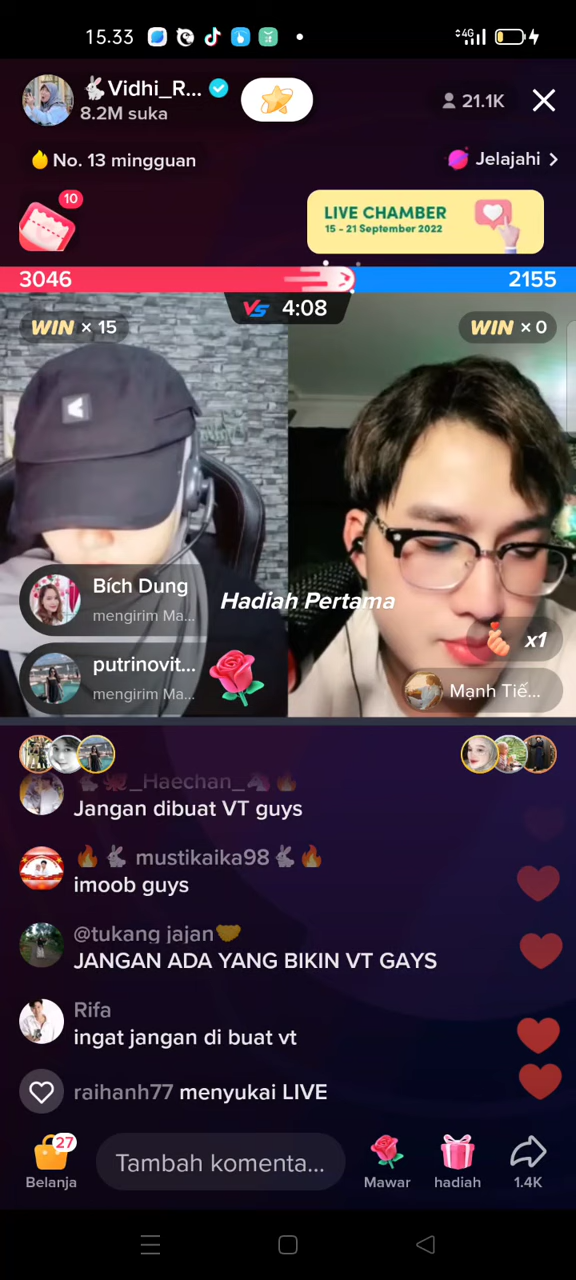 15.33
4G
Vidhi_R...
8.2M suka
21.1K
No. 13 mingguan
Jelajahi >
10
LIVE CHAMBER
15 - 21 September 2022
3046
2155
VS 4:08
WIN × 15
WIN × 0
Bích Dung
mengirim Ma...
Hadiah Pertama
x1
putrinovit...
mengirim Ma...
Mạnh Tiế...
_Haechan_
Jangan dibuat VT guys
mustikaika98
imoob guys
@tukang jajan
JANGAN ADA YANG BIKIN VT GAYS
Rifa
ingat jangan di buat vt
raihanh77 menyukai LIVE
27
Belanja
Tambah komenta...
Mawar
hadiah
1.4K